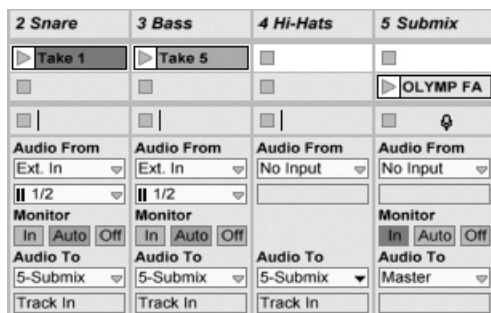 2 Snare 3 Bass 4 Hi-Hats 5 Submix
Take 1 Take 5
OLYMP FA
Audio From Audio From Audio From Audio From
Ext. In Ext. In No Input No Input
1/2 1/2
Monitor Monitor Monitor
In Auto Off In Auto Off In Auto Off
Audio To Audio To Audio To Audio To
5-Submix 5-Submix 5-Submix Master
Track In Track In Track In